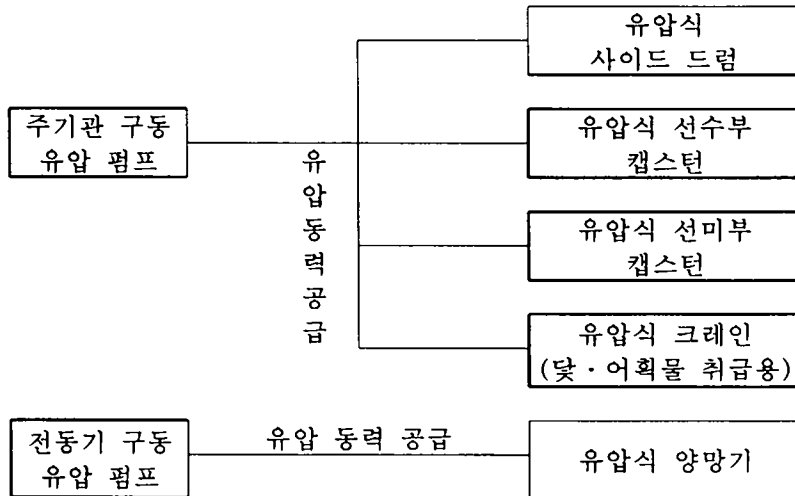 유압식
사이드 드럼
주기관 구동
유압 펌프
유압동력공급
유압식 선수부
캡스턴
유압식 선미부
캡스턴
유압식 크레인
(닻·어획물 취급용)
전동기 구동
유압 펌프
유압 동력 공급
유압식 양망기